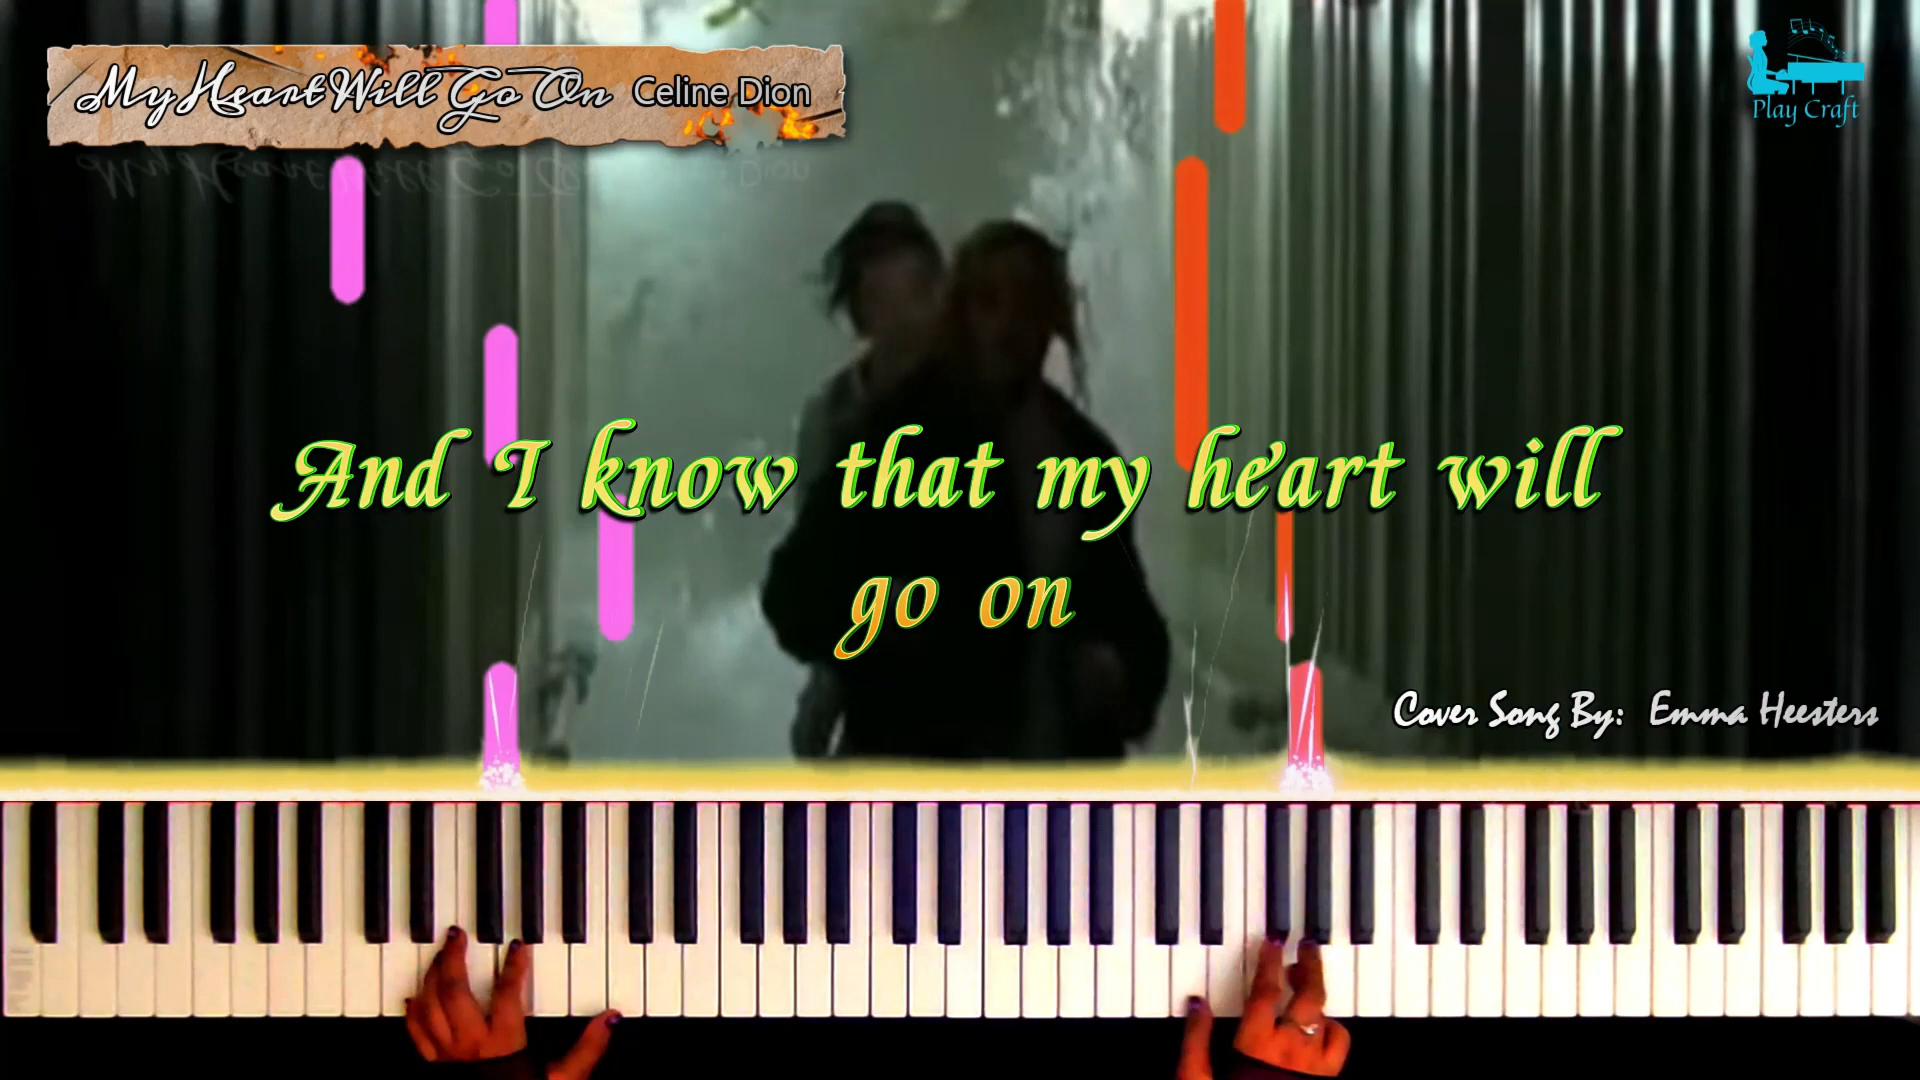 My Heart Will Go On Celine Dion
Play Craft
And I know that my heart will
go on
Cover Song By: Emma Heesters